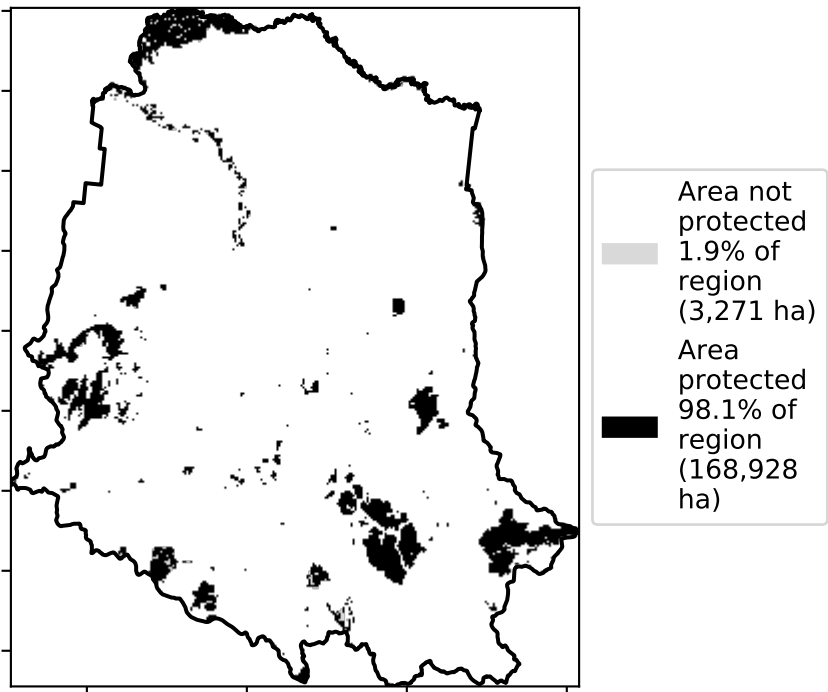 Area not
protected
1.9% of
region
(3,271 ha)
Area
protected
98.1% of
region
(168,928
ha)